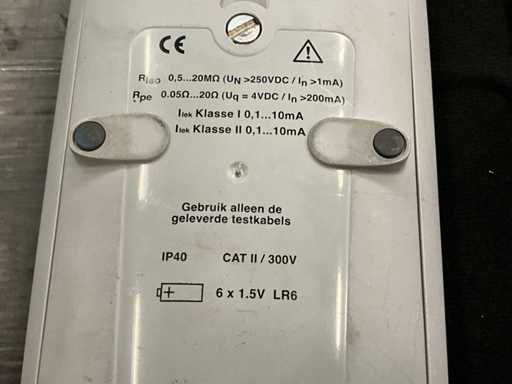 CE
Riso 0,5...20MΩ (UN >250VDC / In >1mA)
Rpe 0.05Ω...20Ω (Uq = 4VDC / In >200mA)
Ilek Klasse I 0,1...10mA
Ilek Klasse II 0,1...10mA
Gebruik alleen de
geleverde testkabels
IP40 CAT II / 300V
6 x 1.5V LR6